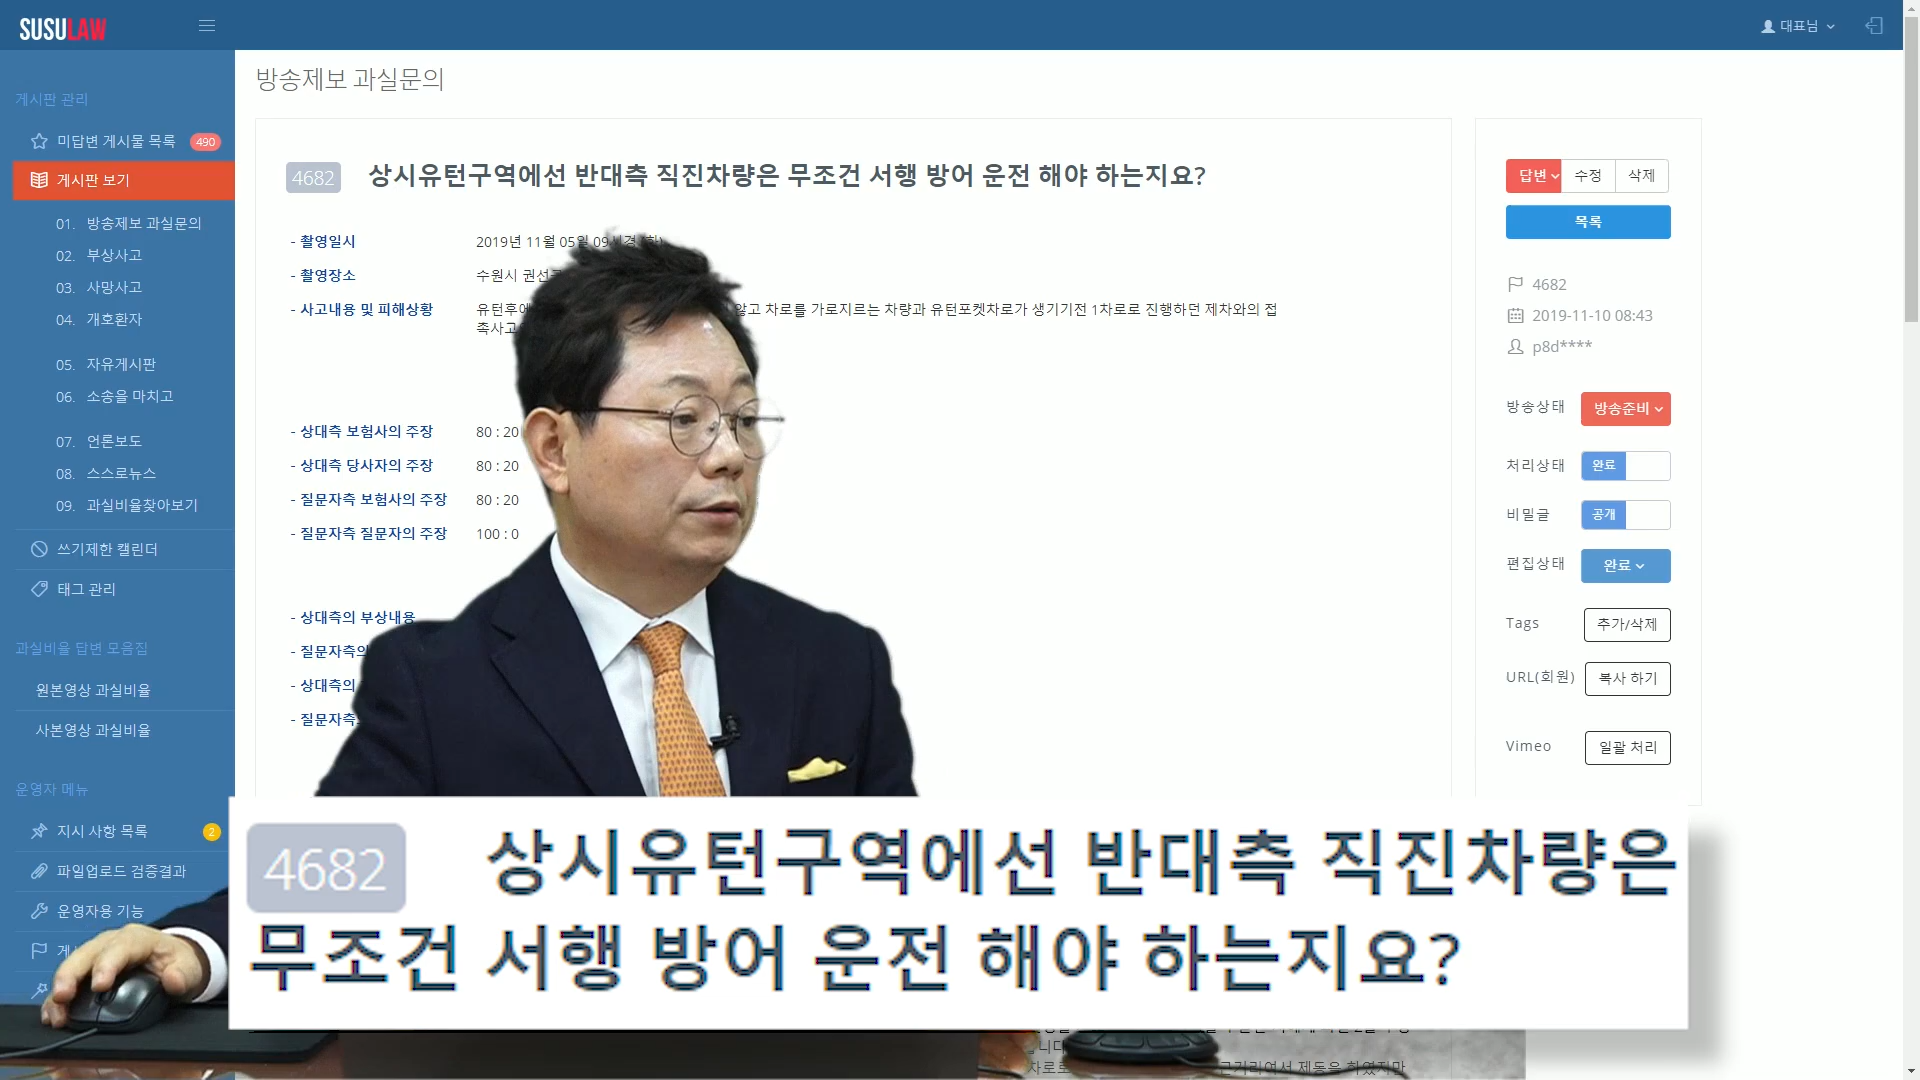 SUSULAW
대표님
방송제보 과실문의
게시판 관리
미답변 게시물 목록 490
게시판 보기
01. 방송제보 과실문의
02. 부상사고
03. 사망사고
04. 개호환자
05. 자유게시판
06. 소송을 마치고
07. 언론보도
08. 스스로뉴스
09. 과실비율찾아보기
쓰기제한 캘린더
태그 관리
과실비율 답변 모음집
원본영상 과실비율
사본영상 과실비율
운영자 메뉴
지시 사항 목록 2
파일업로드 검증결과
운영자용 기능
4682 상시유턴구역에선 반대측 직진차량은 무조건 서행 방어 운전 해야 하는지요?
- 촬영일시 2019년 11월 05일
- 촬영장소 수원시
- 사고내용 및 피해상황 않고 차로를 가로지르는 차량과 유턴포켓차로가 생기기전 1차로로 진행하던 제차와의 접
- 상대측 보험사의 주장 80 : 20
- 상대측 당사자의 주장 80 : 20
- 질문자측 보험사의 주장 80 : 20
- 질문자측 질문자의 주장 100 : 0
- 상대측의 부상내용
- 질문자측의
- 상대측의
- 질문자측
답변 수정 삭제
목록
4682
2019-11-10 08:43
p8d****
방송상태 방송준비
처리상태 완료
비밀글 공개
편집상태 완료
Tags 추가/삭제
URL(회원) 복사 하기
Vimeo 일괄 처리
4682 상시유턴구역에선 반대측 직진차량은
무조건 서행 방어 운전 해야 하는지요?